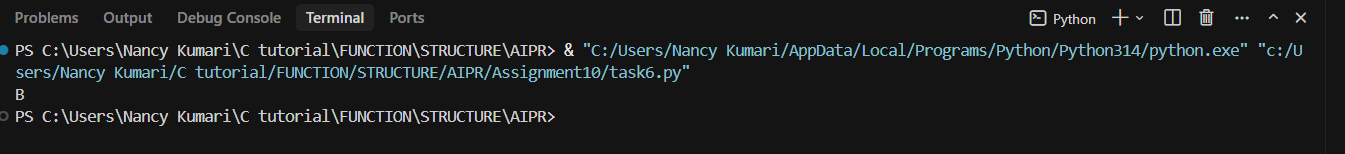 Problems Output Debug Console Terminal Ports Python
PS C:\Users\Nancy Kumari\C tutorial\FUNCTION\STRUCTURE\AIPR> & "C:/Users/Nancy Kumari/AppData/Local/Programs/Python/Python314/python.exe" "c:/U
sers/Nancy Kumari/C tutorial/FUNCTION/STRUCTURE/AIPR/Assignment10/task6.py"
B
PS C:\Users\Nancy Kumari\C tutorial\FUNCTION\STRUCTURE\AIPR>